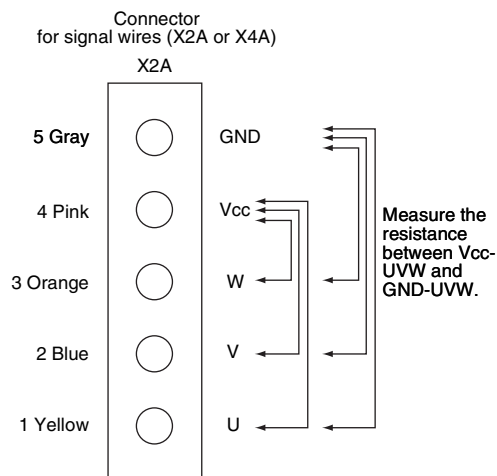 Connector
for signal wires (X2A or X4A)
X2A
5 Gray
GND
4 Pink
Vcc
3 Orange
W
2 Blue
V
1 Yellow
U
Measure the
resistance
between Vcc-
UVW and
GND-UVW.